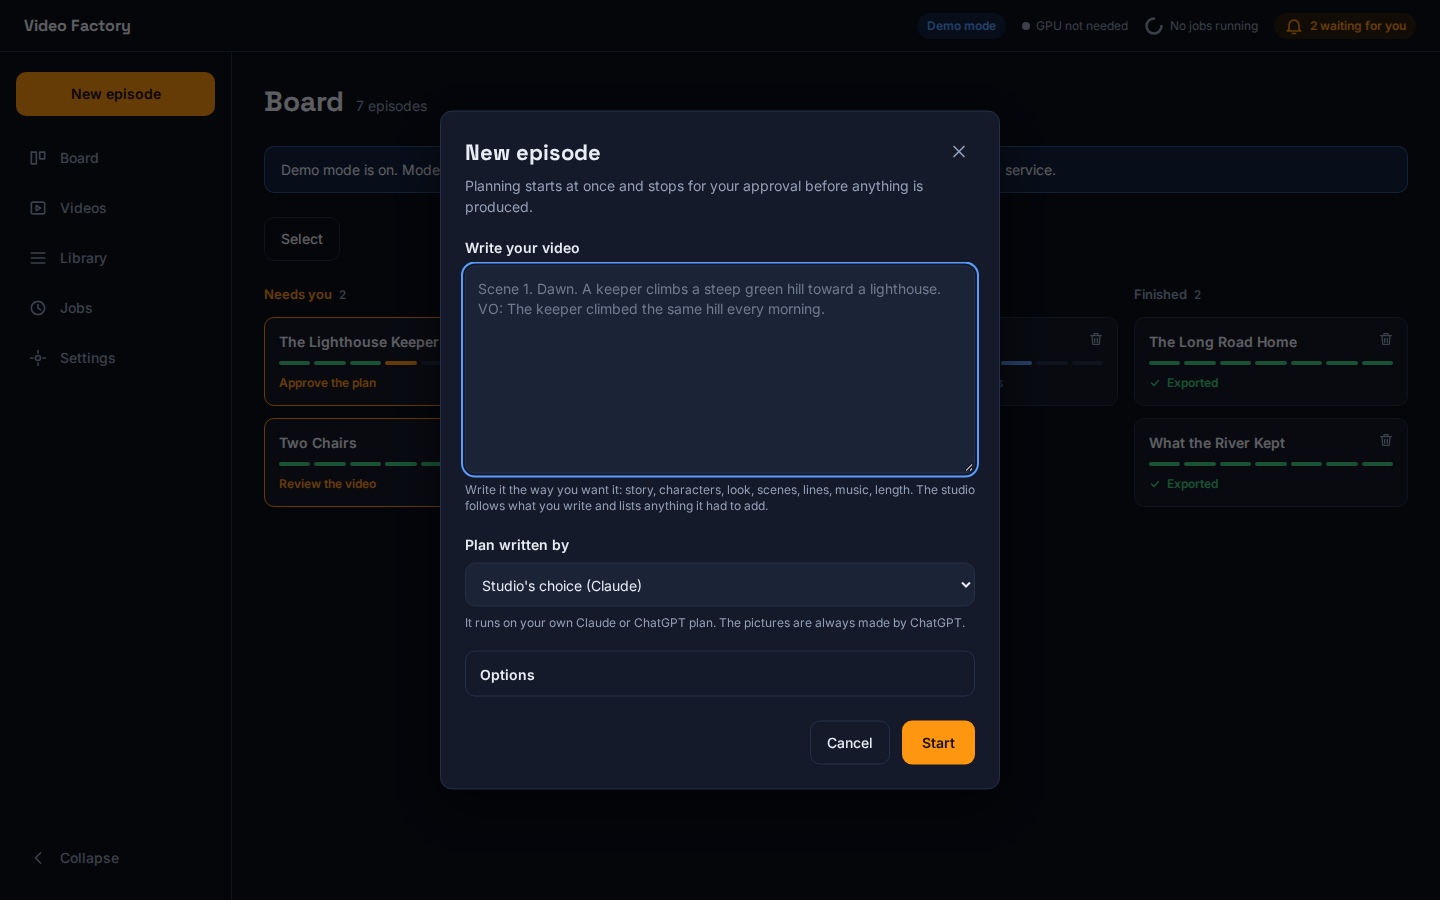 Video Factory
Demo mode
GPU not needed
No jobs running
2 waiting for you
New episode
Board
Videos
Library
Jobs
Settings
Collapse
Board
7 episodes
Demo mode is on. Mode
service.
Select
Needs you 2
The Lighthouse Keeper
Approve the plan
Two Chairs
Review the video
Finished 2
The Long Road Home
Exported
What the River Kept
Exported
New episode
Planning starts at once and stops for your approval before anything is
produced.
Write your video
Scene 1. Dawn. A keeper climbs a steep green hill toward a lighthouse.
VO: The keeper climbed the same hill every morning.
Write it the way you want it: story, characters, look, scenes, lines, music, length. The studio
follows what you write and lists anything it had to add.
Plan written by
Studio's choice (Claude)
It runs on your own Claude or ChatGPT plan. The pictures are always made by ChatGPT.
Options
Cancel
Start